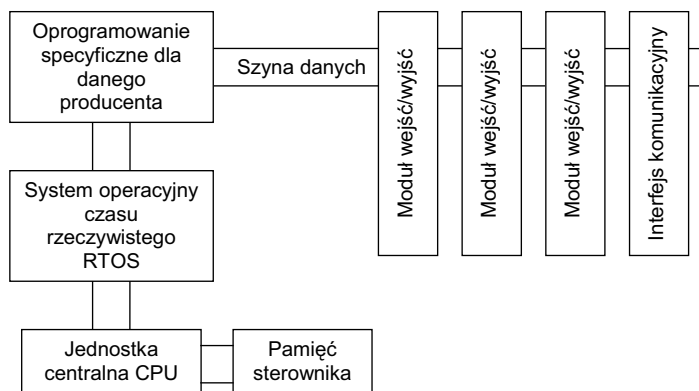 Oprogramowanie
specyficzne dla
danego
producenta
Szyna danych
Moduł wejść/wyjść
Moduł wejść/wyjść
Moduł wejść/wyjść
Interfejs komunikacyjny
System operacyjny
czasu
rzeczywistego
RTOS
Jednostka
centralna CPU
Pamięć
sterownika